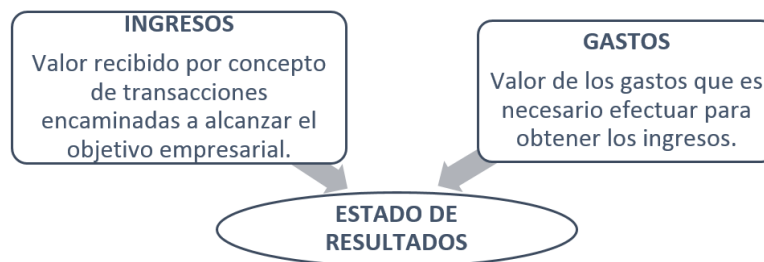 INGRESOS
Valor recibido por concepto
de transacciones
encaminadas a alcanzar el
objetivo empresarial.
GASTOS
Valor de los gastos que es
necesario efectuar para
obtener los ingresos.
ESTADO DE
RESULTADOS